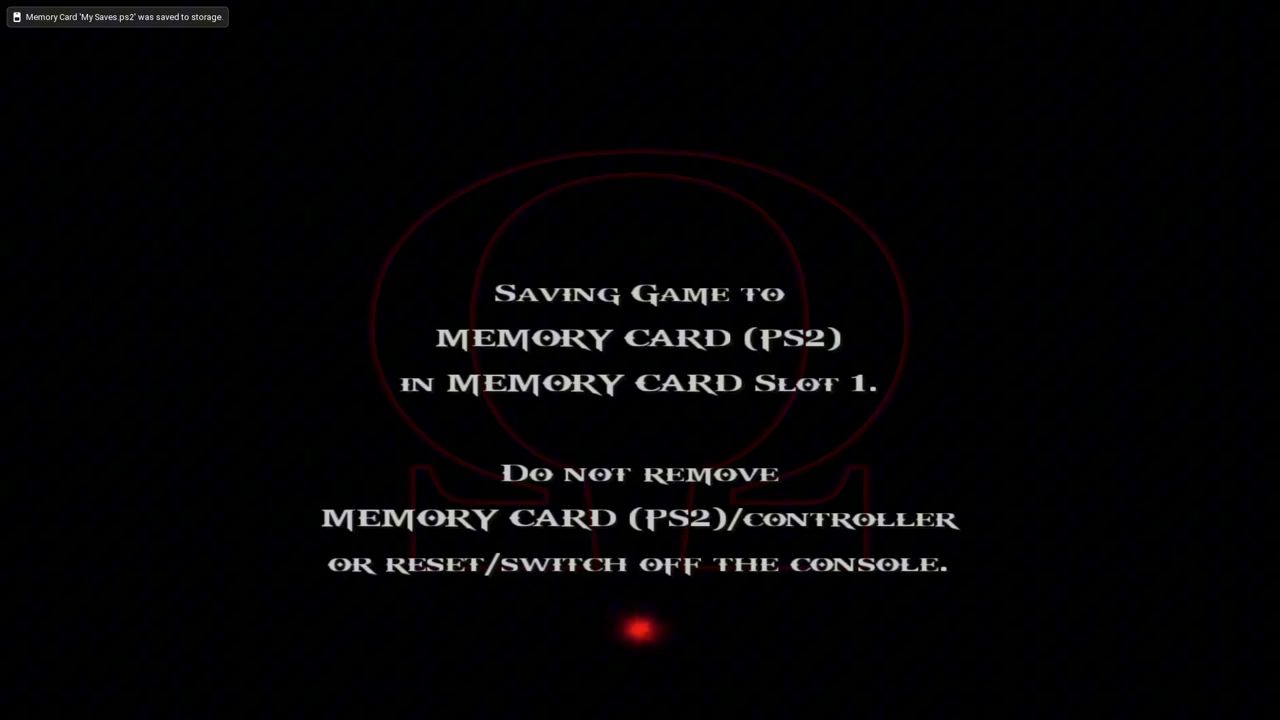 Memory Card 'My Saves.ps2' was saved to storage.
Saving Game to
MEMORY CARD (PS2)
in MEMORY CARD Slot 1.
Do not remove
MEMORY CARD (PS2)/controller
or reset/switch off the console.